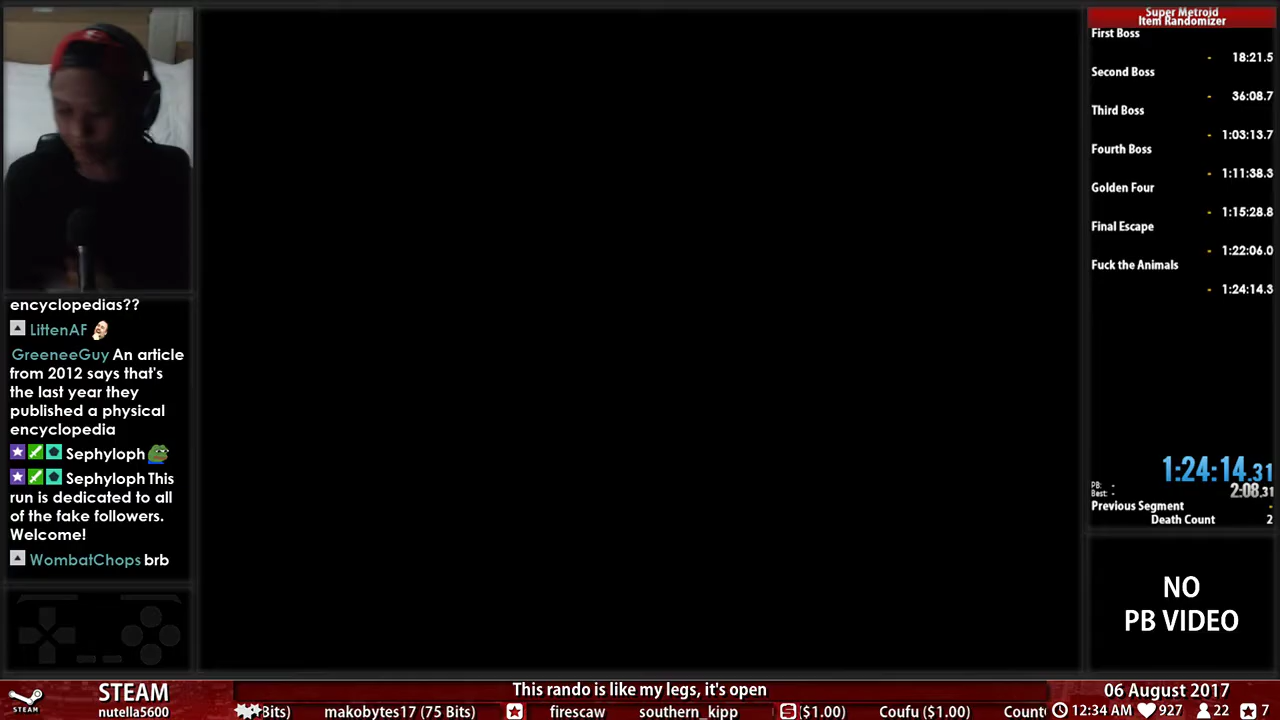 Super Metroid
Item Randomizer
First Boss
- 18:21.5
Second Boss
- 36:08.7
Third Boss
- 1:03:13.7
Fourth Boss
- 1:11:38.3
Golden Four
- 1:15:28.8
Final Escape
- 1:22:06.0
Fuck the Animals
- 1:24:14.3
1:24:14.31
PB: -
Best: -
2:08.31
Previous Segment -
Death Count 2
NO
PB VIDEO
encyclopedias??
LittenAF
GreeneeGuy An article
from 2012 says that's
the last year they
published a physical
encyclopedia
Sephyloph
Sephyloph This
run is dedicated to all
of the fake followers.
Welcome!
WombatChops brb
STEAM
STEAM
nutella5600
This rando is like my legs, it's open
Bits) makobytes17 (75 Bits) firescaw southern_kipp ($1.00) Coufu ($1.00) Count
06 August 2017
12:34 AM 927 22 7